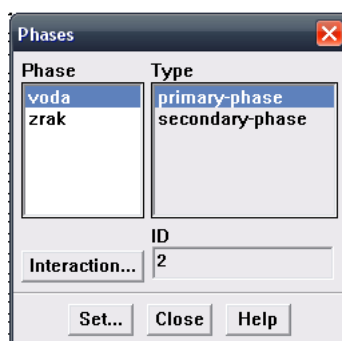 Phases
Phase Type
voda primary-phase
zrak secondary-phase
ID
Interaction... 2
Set... Close Help